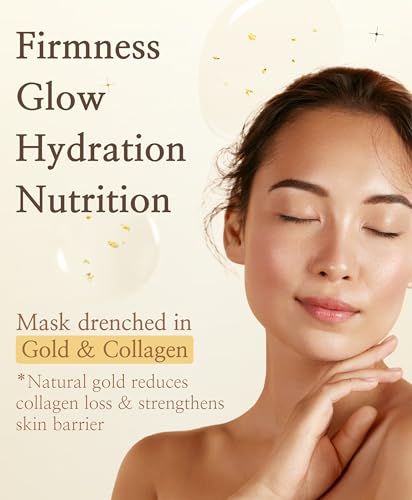 Firmness
Glow
Hydration
Nutrition
Mask drenched in
Gold & Collagen
*Natural gold reduces
collagen loss & strengthens
skin barrier